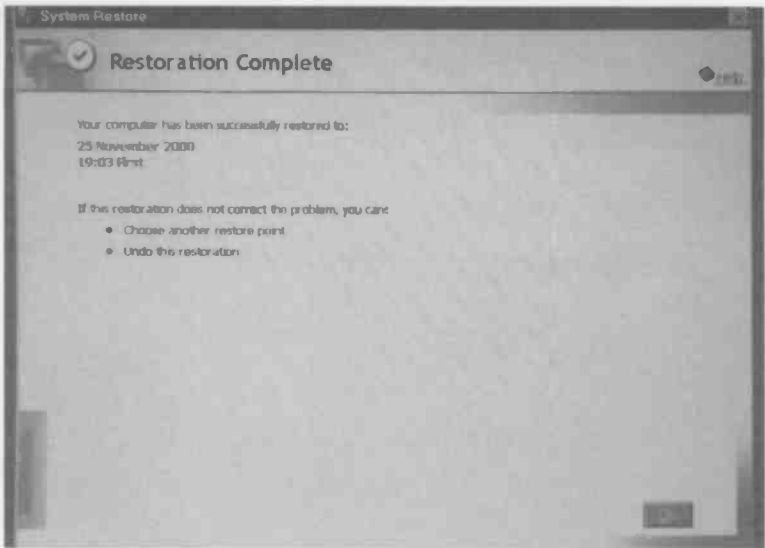 System Restore
Restoration Complete
Help
Your computer has been successfully restored to:
25 November 2000
19:03 First
If this restoration does not correct the problem, you can:
Choose another restore point
Undo this restoration